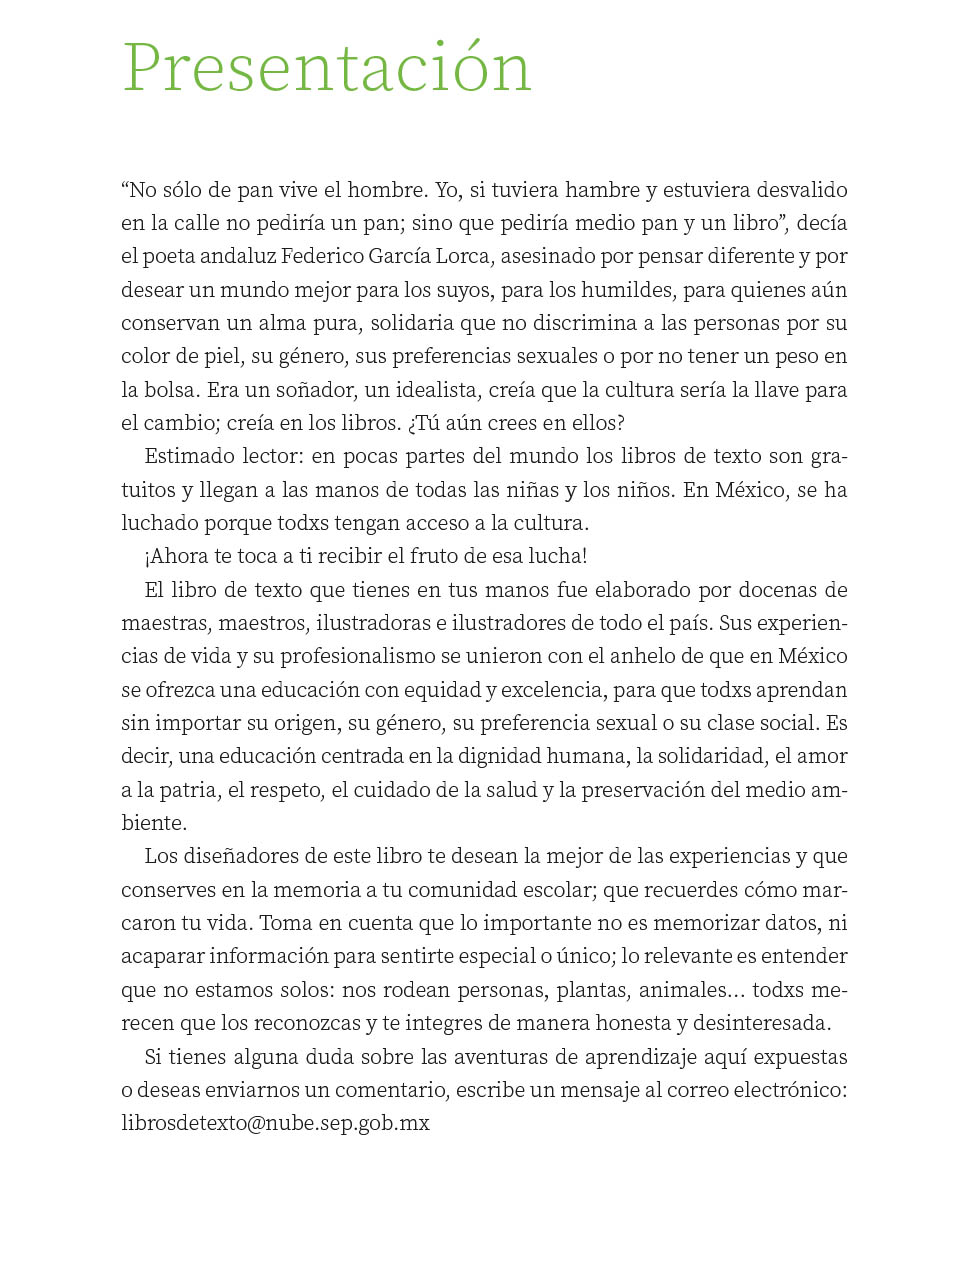 Presentación
“No sólo de pan vive el hombre. Yo, si tuviera hambre y estuviera desvalido
en la calle no pediría un pan; sino que pediría medio pan y un libro”, decía
el poeta andaluz Federico García Lorca, asesinado por pensar diferente y por
desear un mundo mejor para los suyos, para los humildes, para quienes aún
conservan un alma pura, solidaria que no discrimina a las personas por su
color de piel, su género, sus preferencias sexuales o por no tener un peso en
la bolsa. Era un soñador, un idealista, creía que la cultura sería la llave para
el cambio; creía en los libros. ¿Tú aún crees en ellos?
Estimado lector: en pocas partes del mundo los libros de texto son gra-
tuitos y llegan a las manos de todas las niñas y los niños. En México, se ha
luchado porque todxs tengan acceso a la cultura.
¡Ahora te toca a ti recibir el fruto de esa lucha!
El libro de texto que tienes en tus manos fue elaborado por docenas de
maestras, maestros, ilustradoras e ilustradores de todo el país. Sus experien-
cias de vida y su profesionalismo se unieron con el anhelo de que en México
se ofrezca una educación con equidad y excelencia, para que todxs aprendan
sin importar su origen, su género, su preferencia sexual o su clase social. Es
decir, una educación centrada en la dignidad humana, la solidaridad, el amor
a la patria, el respeto, el cuidado de la salud y la preservación del medio am-
biente.
Los diseñadores de este libro te desean la mejor de las experiencias y que
conserves en la memoria a tu comunidad escolar; que recuerdes cómo mar-
caron tu vida. Toma en cuenta que lo importante no es memorizar datos, ni
acaparar información para sentirte especial o único; lo relevante es entender
que no estamos solos: nos rodean personas, plantas, animales… todxs me-
recen que los reconozcas y te integres de manera honesta y desinteresada.
Si tienes alguna duda sobre las aventuras de aprendizaje aquí expuestas
o deseas enviarnos un comentario, escribe un mensaje al correo electrónico:
librosdetexto@nube.sep.gob.mx